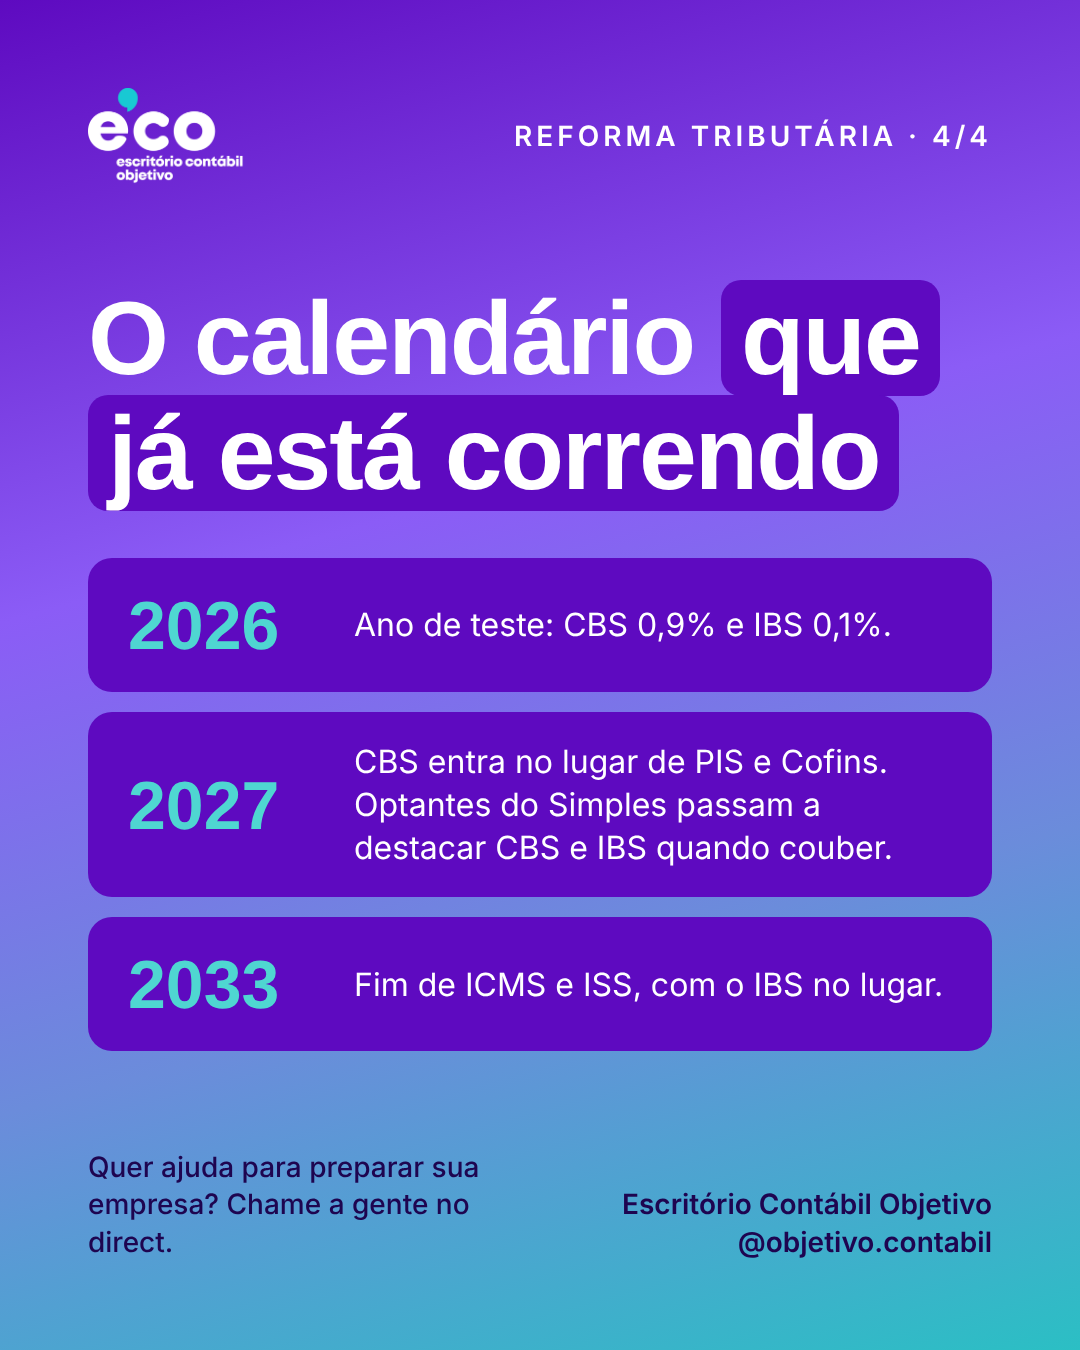 eco
escritório contábil
objetivo
REFORMA TRIBUTÁRIA · 4/4
O calendário que
já está correndo
2026
Ano de teste: CBS 0,9% e IBS 0,1%.
2027
CBS entra no lugar de PIS e Cofins.
Optantes do Simples passam a
destacar CBS e IBS quando couber.
2033
Fim de ICMS e ISS, com o IBS no lugar.
Quer ajuda para preparar sua
empresa? Chame a gente no
direct.
Escritório Contábil Objetivo
@objetivo.contabil